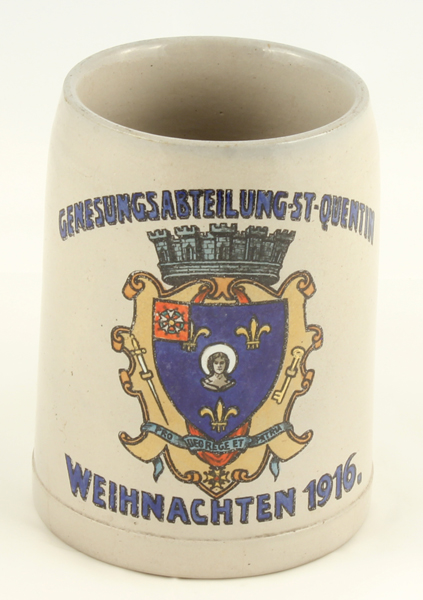 GENESUNGSABTEILUNG-ST-QUENTIN
PRO DEO REGE ET PATRIA
WEIHNACHTEN 1916.